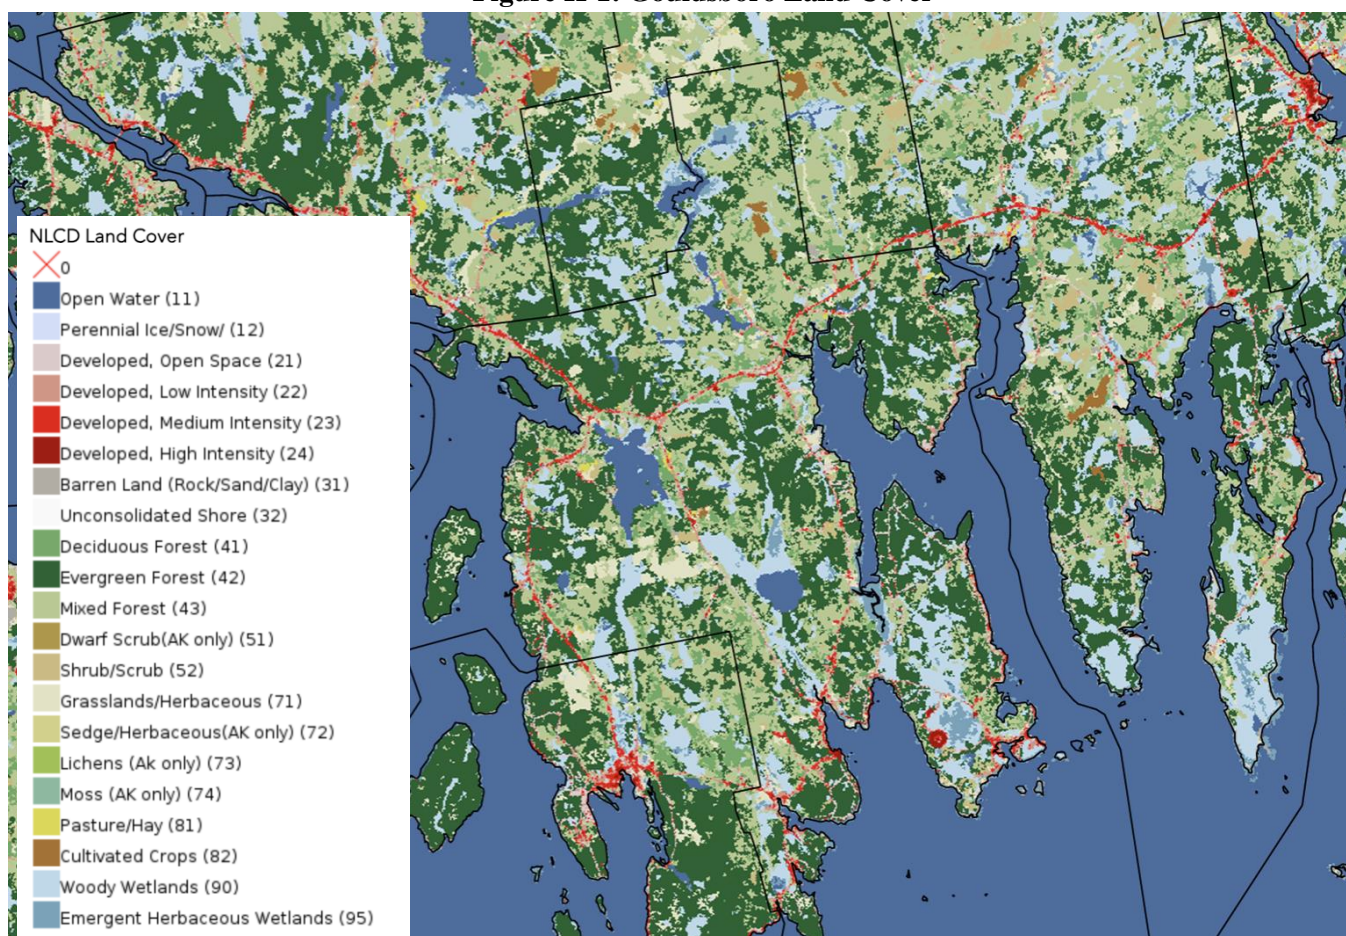 NLCD Land Cover
0
Open Water (11)
Perennial Ice/Snow/ (12)
Developed, Open Space (21)
Developed, Low Intensity (22)
Developed, Medium Intensity (23)
Developed, High Intensity (24)
Barren Land (Rock/Sand/Clay) (31)
Unconsolidated Shore (32)
Deciduous Forest (41)
Evergreen Forest (42)
Mixed Forest (43)
Dwarf Scrub(AK only) (51)
Shrub/Scrub (52)
Grasslands/Herbaceous (71)
Sedge/Herbaceous(AK only) (72)
Lichens (Ak only) (73)
Moss (AK only) (74)
Pasture/Hay (81)
Cultivated Crops (82)
Woody Wetlands (90)
Emergent Herbaceous Wetlands (95)